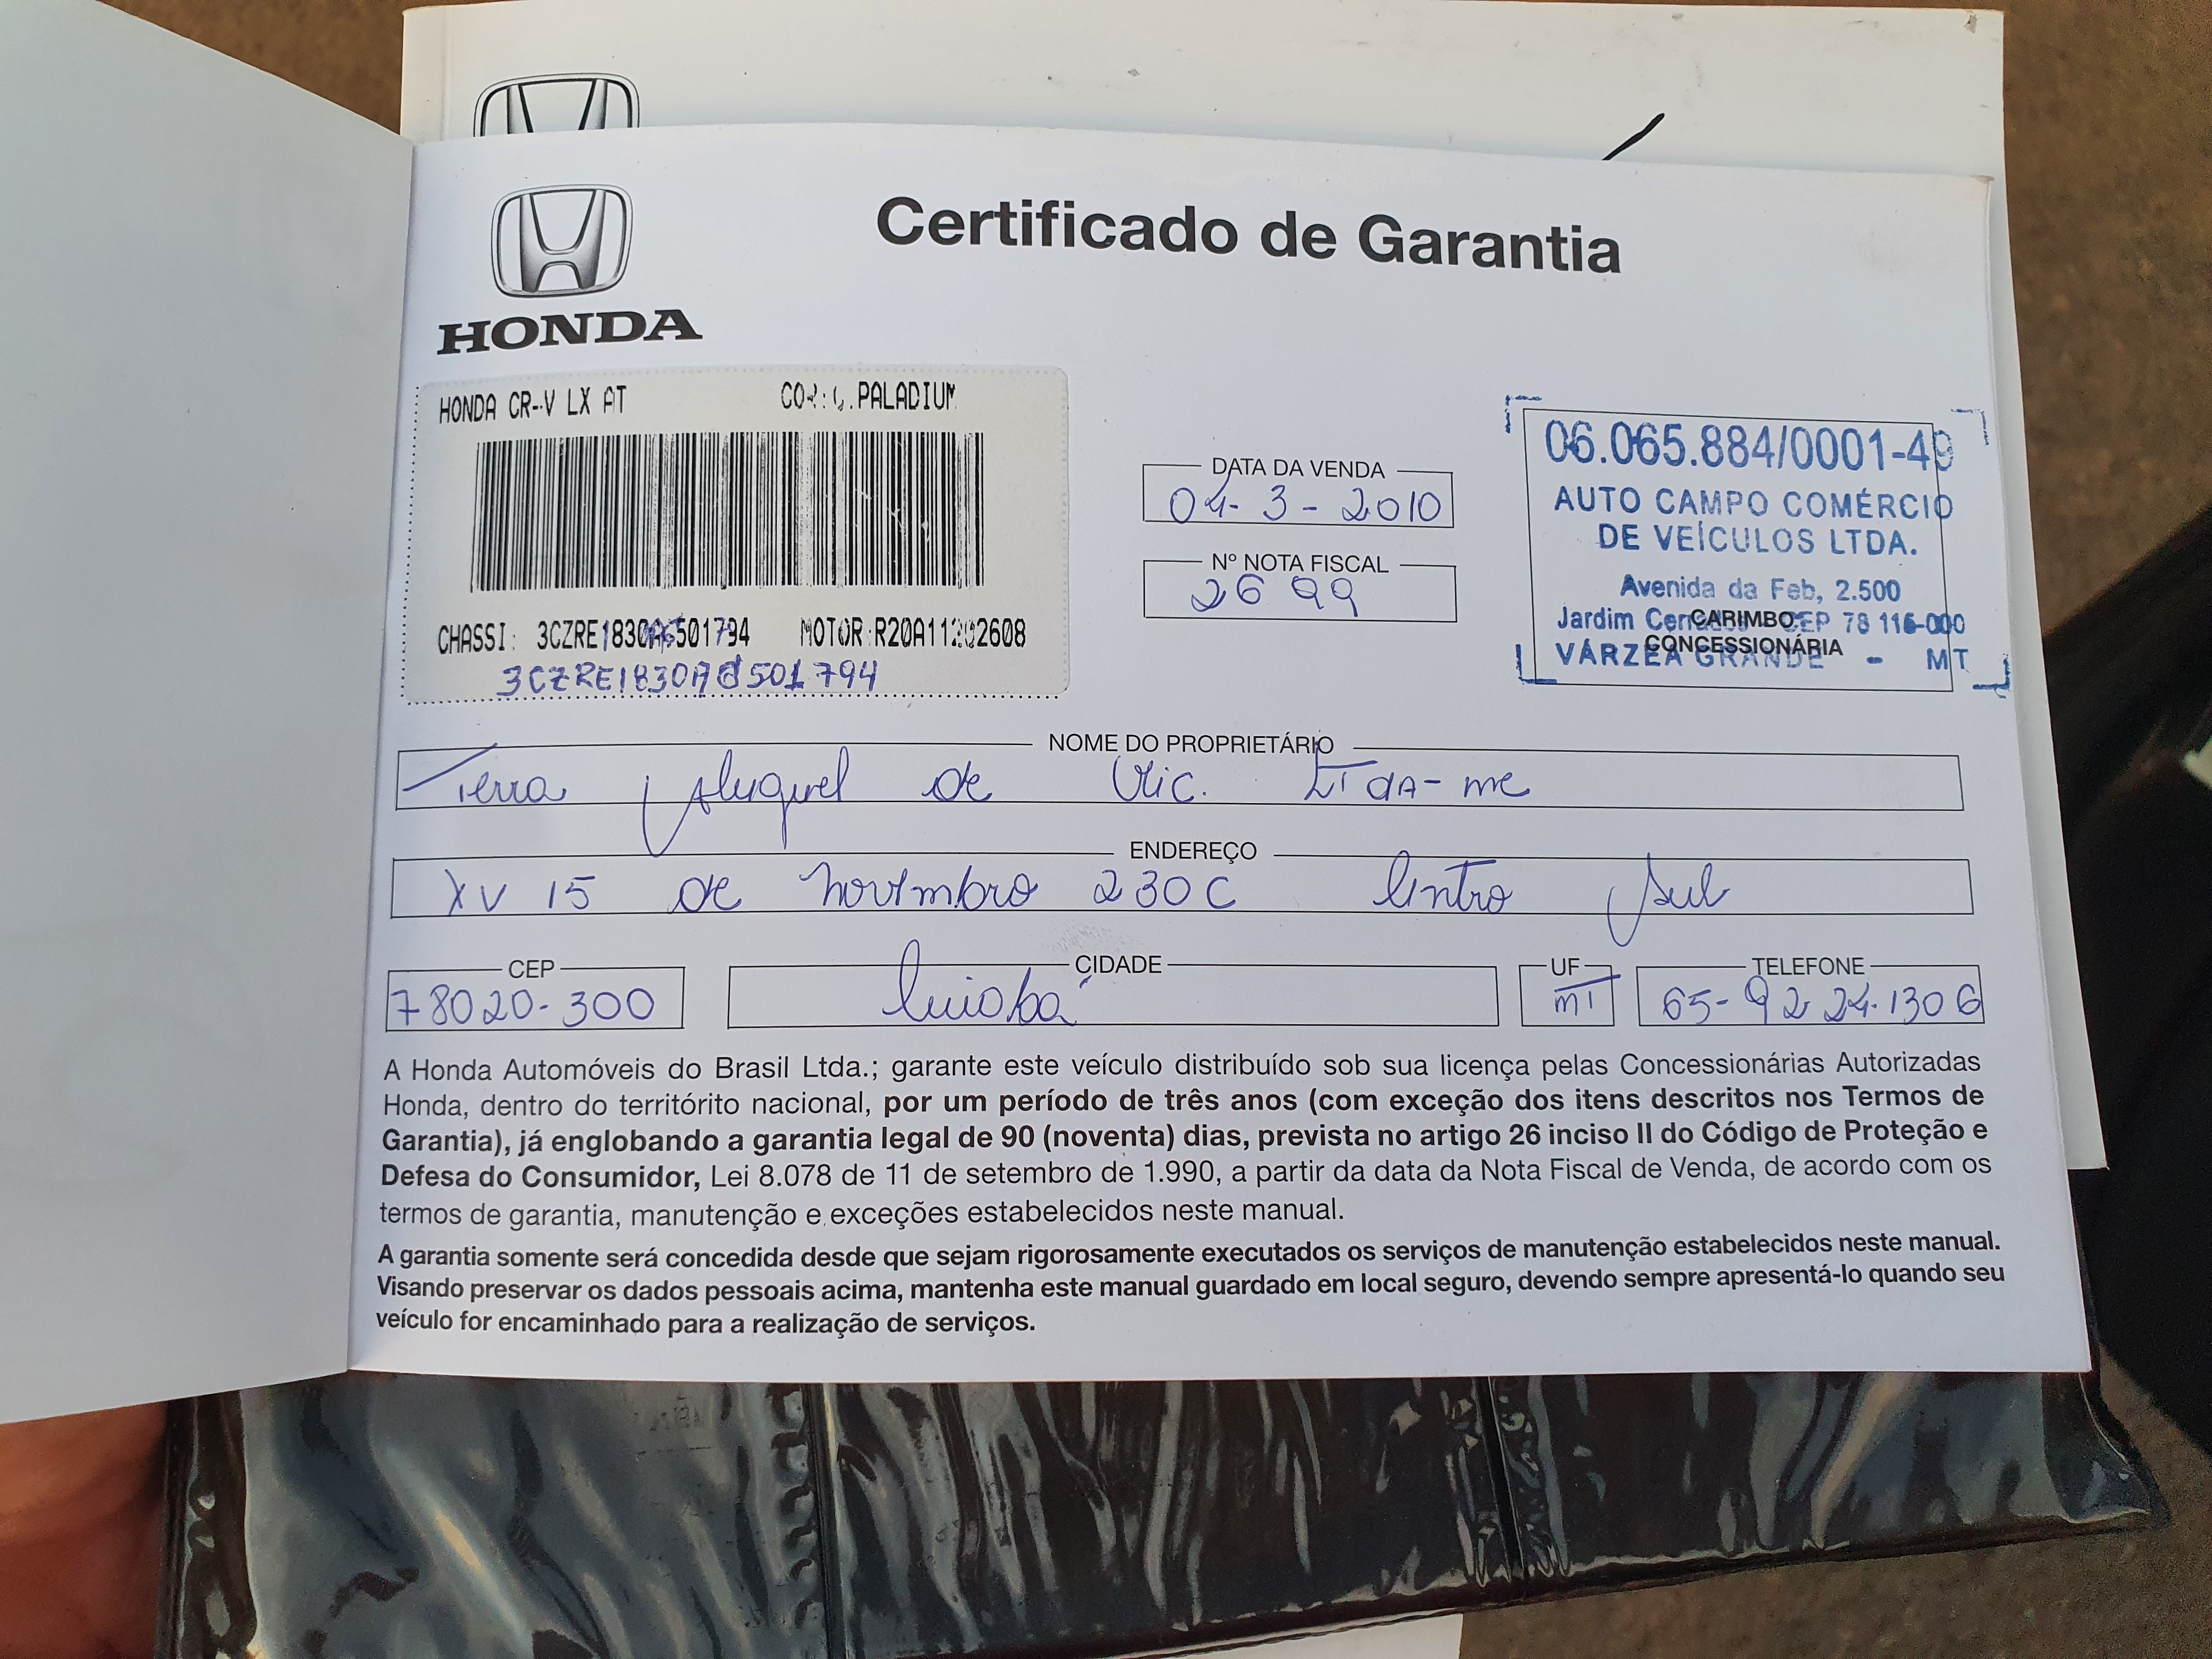 Certificado de Garantia
HONDA
HONDA CR-V LX AT
PALADIUM
CHASSI: 3CZRE1830 501794
MOTOR:R20A1
3CZRE1830A 501794
DATA DA VENDA
04-3-2010
Nº NOTA FISCAL
2699
06.065.884/0001-49
AUTO CAMPO COMÉRCIO
DE VEÍCULOS LTDA.
Avenida da Feb, 2.500
Jardim CEP 78 115-000
CARIMBO
CONCESSIONÁRIA
VÁRZEA GRANDE - MT
NOME DO PROPRIETÁRIO
Terra Aluguel de Veic. LTdA-me
ENDEREÇO
XV 15 de novembro 230C Centro Sul
CEP
78020-300
CIDADE
Cuiabá
UF
MT
TELEFONE
65-9224.1306
A Honda Automóveis do Brasil Ltda.; garante este veículo distribuído sob sua licença pelas Concessionárias Autorizadas
Honda, dentro do territórito nacional, por um período de três anos (com exceção dos itens descritos nos Termos de
Garantia), já englobando a garantia legal de 90 (noventa) dias, prevista no artigo 26 inciso II do Código de Proteção e
Defesa do Consumidor, Lei 8.078 de 11 de setembro de 1.990, a partir da data da Nota Fiscal de Venda, de acordo com os
termos de garantia, manutenção e exceções estabelecidos neste manual.
A garantia somente será concedida desde que sejam rigorosamente executados os serviços de manutenção estabelecidos neste manual.
Visando preservar os dados pessoais acima, mantenha este manual guardado em local seguro, devendo sempre apresentá-lo quando seu
veículo for encaminhado para a realização de serviços.